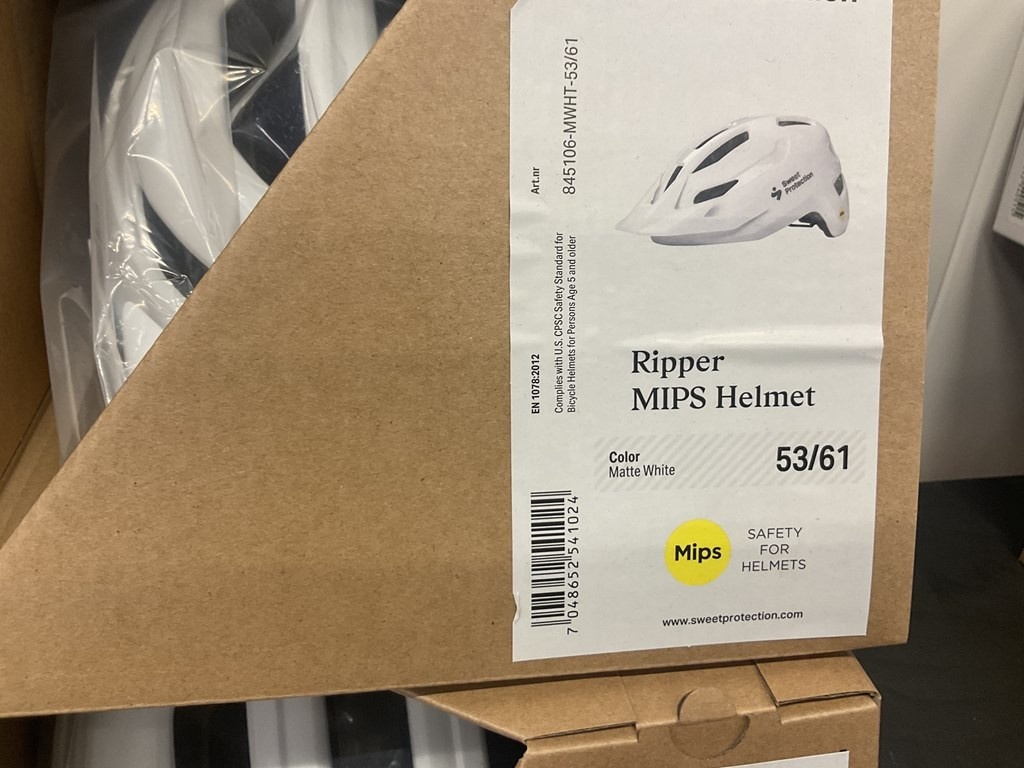 Art.nr
845106-MWHT-53/61
EN 1078:2012
Complies with U.S. CPSC Safety Standard for
Bicycle Helmets for Persons Age 5 and older
Sweet
Protection
Ripper
MIPS Helmet
Color
Matte White
53/61
Mips
SAFETY
FOR
HELMETS
7 048652 541024
www.sweetprotection.com